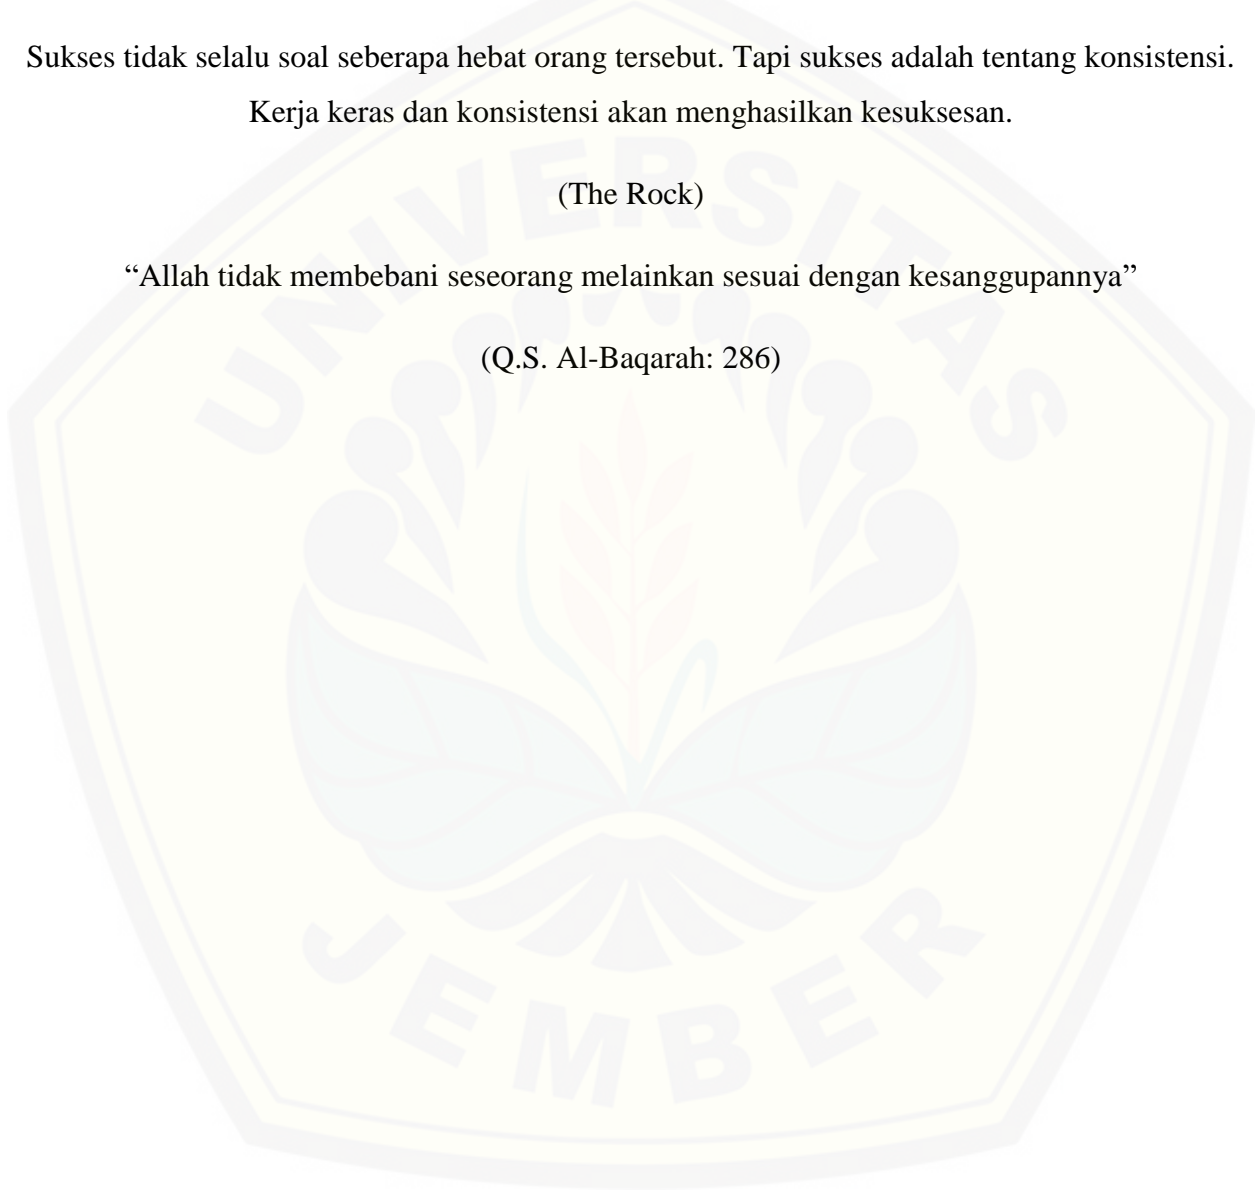 Sukses tidak selalu soal seberapa hebat orang tersebut. Tapi sukses adalah tentang konsistensi.
Kerja keras dan konsistensi akan menghasilkan kesuksesan.
(The Rock)
“Allah tidak membebani seseorang melainkan sesuai dengan kesanggupannya”
(Q.S. Al-Baqarah: 286)
UNIVERSITAS
JEMBER